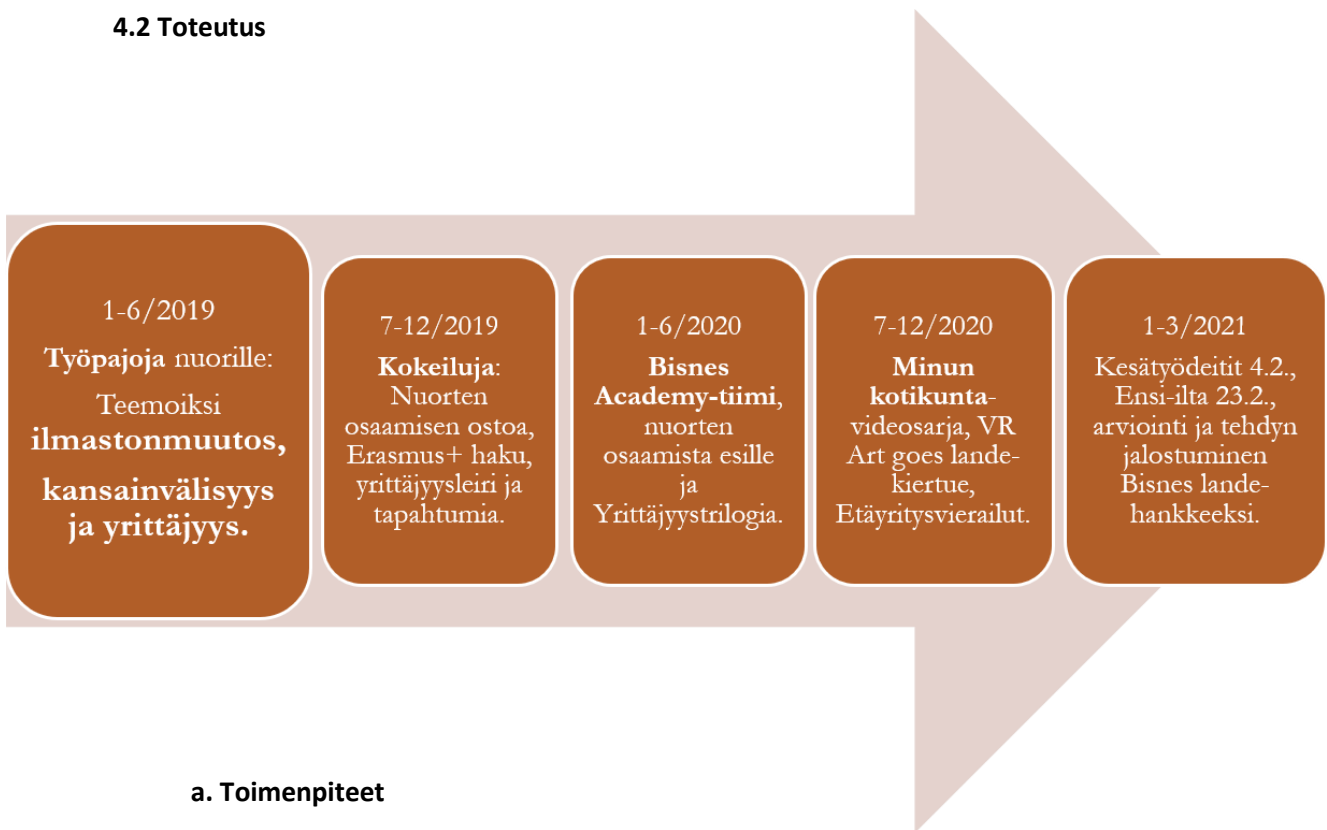 4.2 Toteutus
1-6/2019
Työpajoja nuorille:
Teemoiksi
ilmastonmuutos,
kansainvälisyys
ja yrittäjyys.
7-12/2019
Kokeiluja:
Nuorten
osaamisen ostoa,
Erasmus+ haku,
yrittäjyysleiri ja
tapahtumia.
1-6/2020
Bisnes
Academy-tiimi,
nuorten
osaamista esille
ja
Yrittäjyystrilogia.
7-12/2020
Minun
kotikunta-
videosarja, VR
Art goes lande-
kiertue,
Etäyritysvierailut.
1-3/2021
Kesätyödeitit 4.2.,
Ensi-ilta 23.2.,
arviointi ja tehdyn
jalostuminen
Bisnes lande-
hankkeeksi.
a. Toimenpiteet